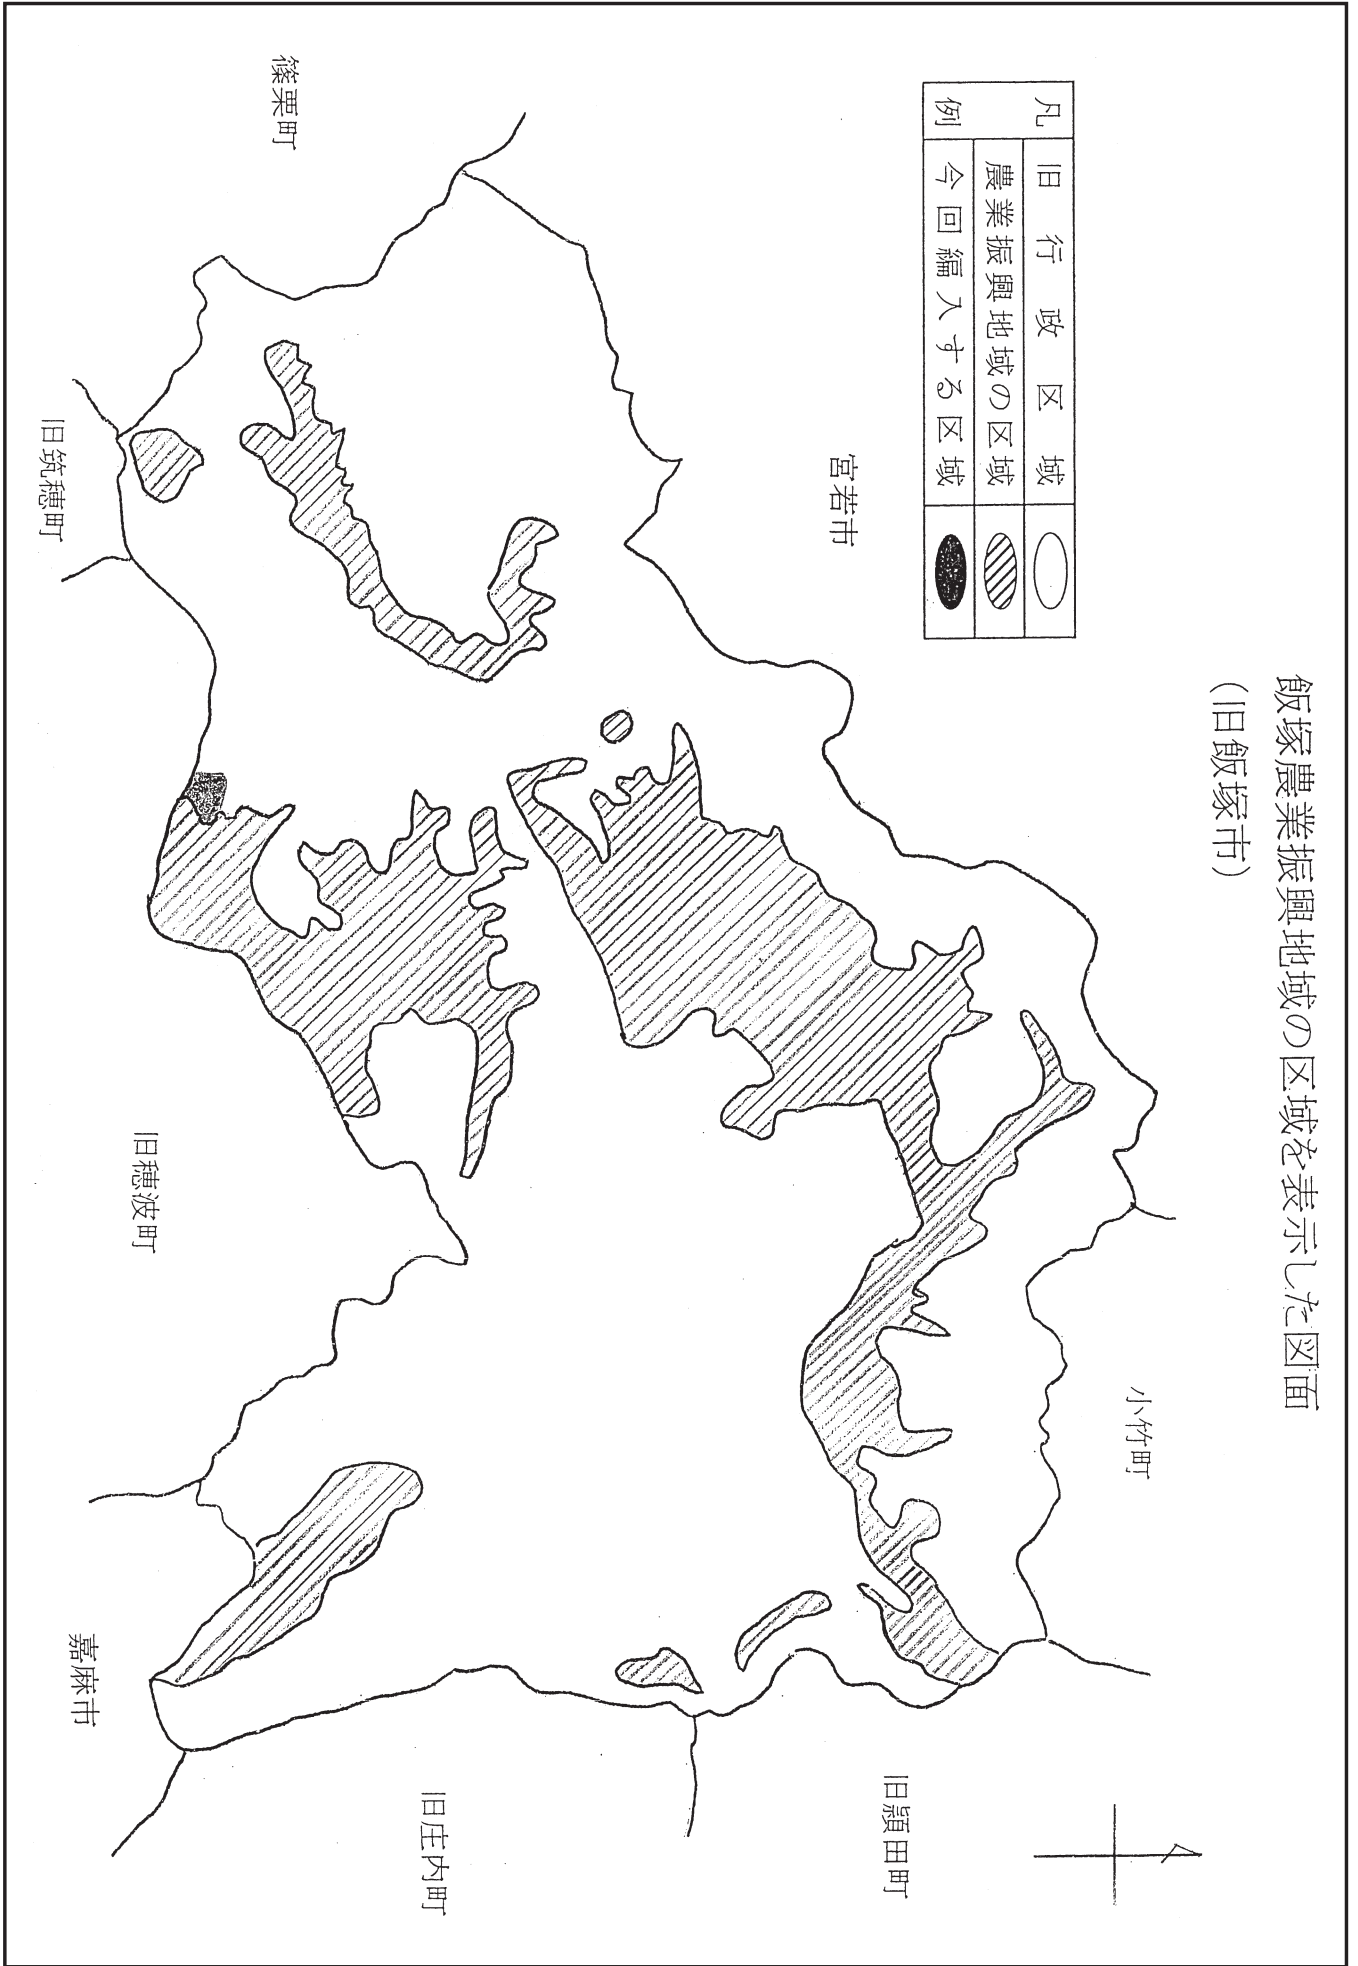 飯塚農業振興地域の区域を表示した図面
（旧飯塚市）
凡例
旧行政区域
農業振興地域の区域
今回編入する区域
篠栗町
宮若市
小竹町
旧筑穂町
旧穂波町
嘉麻市
旧庄内町
旧頴田町